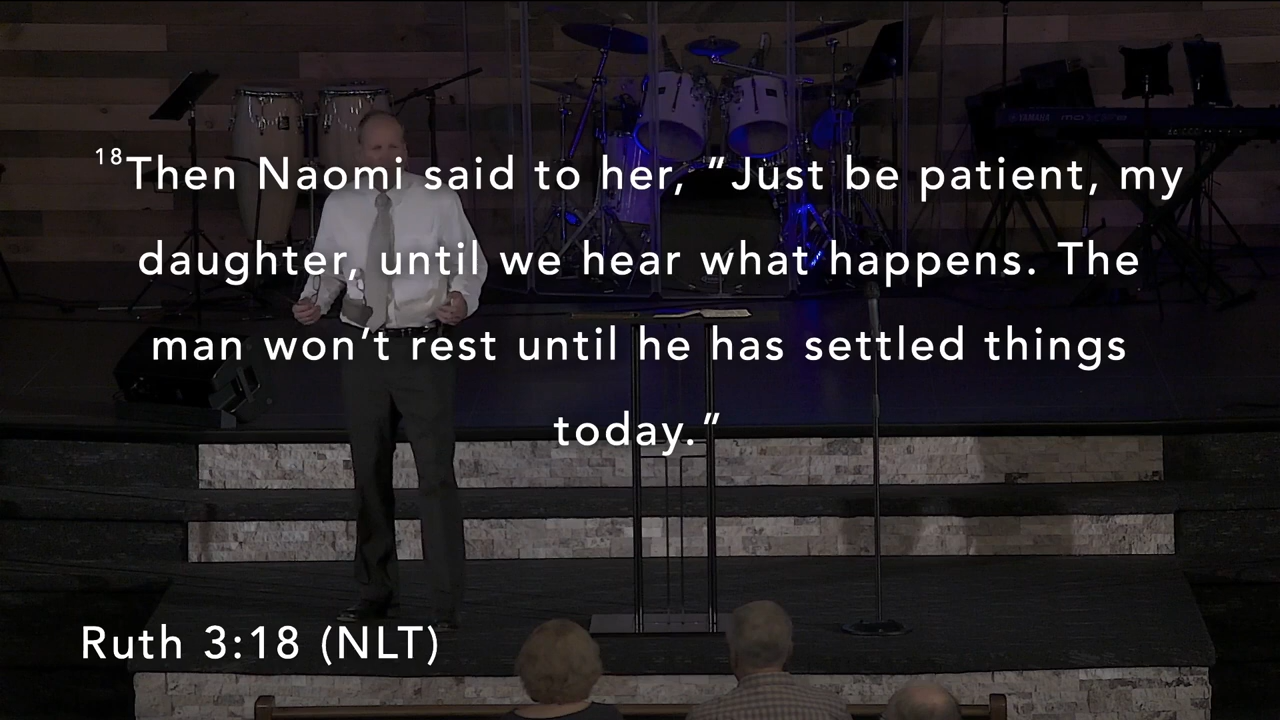 18Then Naomi said to her, “Just be patient, my
daughter, until we hear what happens. The
man won’t rest until he has settled things
today.”
Ruth 3:18 (NLT)
YAMAHA